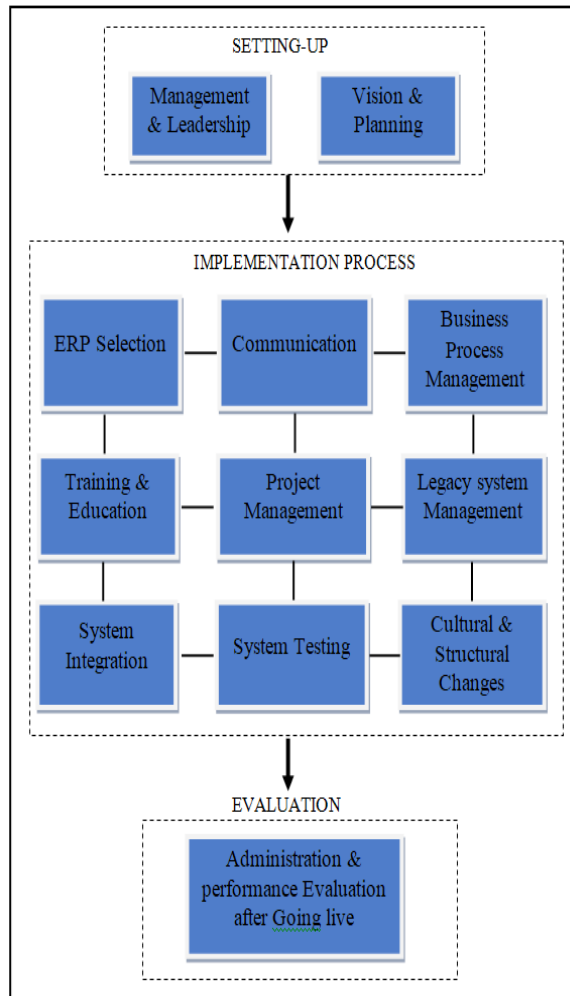 SETTING-UP
Management
& Leadership
Vision &
Planning
IMPLEMENTATION PROCESS
ERP Selection
Communication
Business
Process
Management
Training &
Education
Project
Management
Legacy system
Management
System
Integration
System Testing
Cultural &
Structural
Changes
EVALUATION
Administration &
performance Evaluation
after Going live